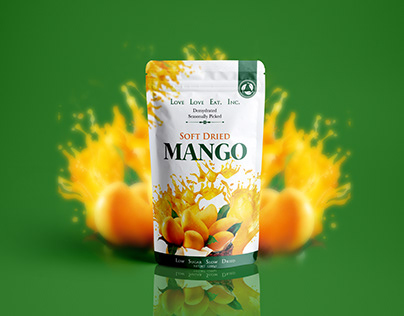 Love Love Eat, Inc.
Dehydrated
Seasonally Picked
Soft Dried
MANGO
Low Sugar Slow Dried